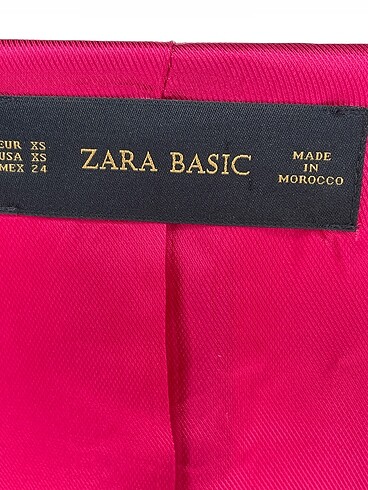 EUR XS
USA XS
MEX 24
ZARA BASIC
MADE
IN
MOROCCO